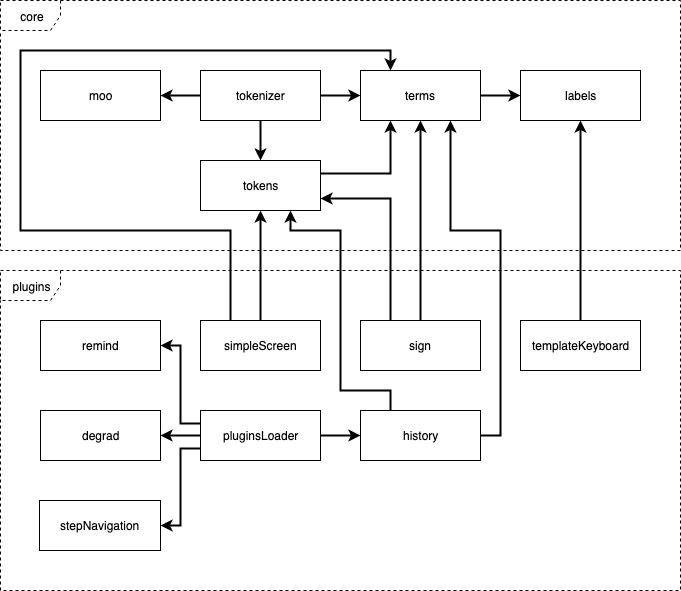 core
moo
tokenizer
terms
labels
tokens
plugins
remind
simpleScreen
sign
templateKeyboard
degrad
pluginsLoader
history
stepNavigation